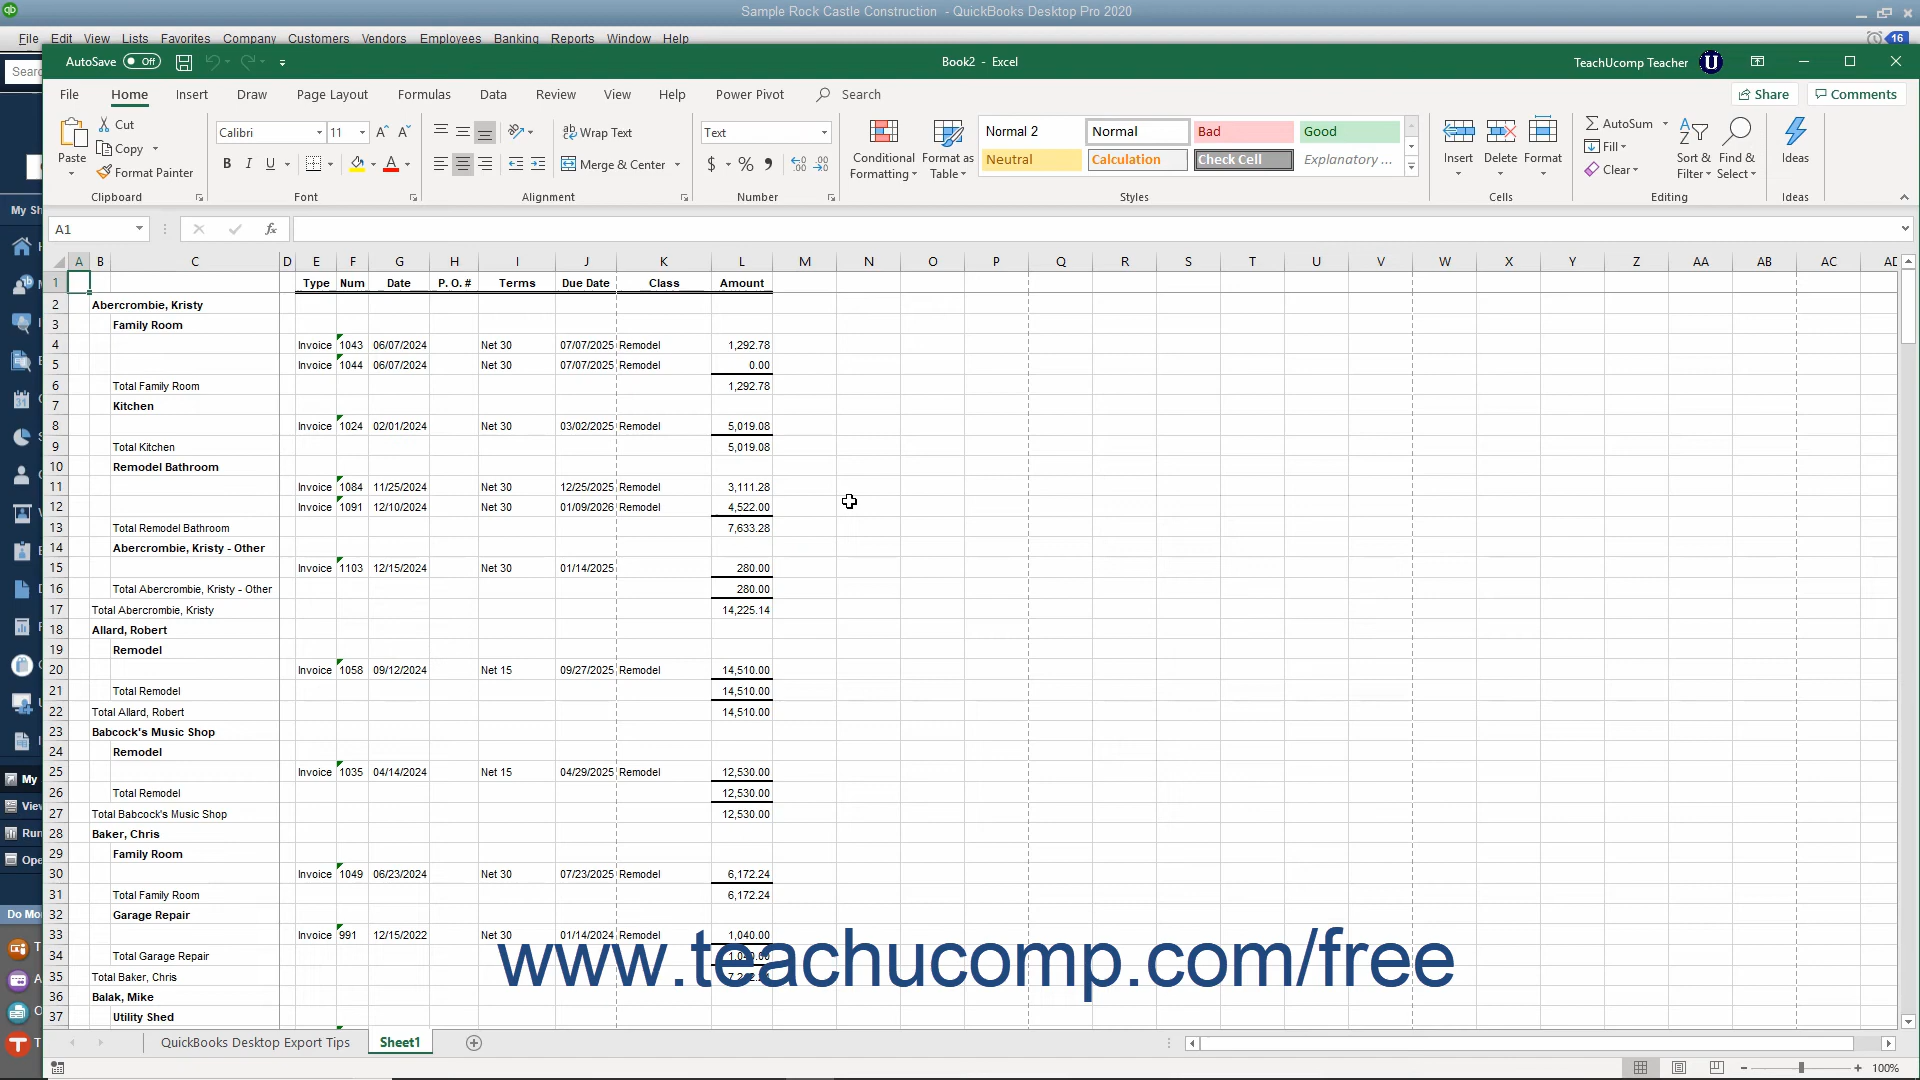 Sample Rock Castle Construction - QuickBooks Desktop Pro 2020
File Edit View Lists Favorites Company Customers Vendors Employees Banking Reports Window Help
16
AutoSave Off
Book2 - Excel
TeachUcomp Teacher U
File Home Insert Draw Page Layout Formulas Data Review View Help Power Pivot Search
Share Comments
Paste
Cut
Copy
Format Painter
Clipboard
Calibri 11
B I U
Font
Wrap Text
Merge & Center
Alignment
Text
$ % ,
Number
Conditional Formatting
Format as Table
Normal 2 Normal Bad Good
Neutral Calculation Check Cell Explanatory ...
Styles
Insert Delete Format
Cells
AutoSum
Fill
Clear
Sort & Filter
Find & Select
Editing
Ideas
Ideas
A1 fx
A B C D E F G H I J K L M N O P Q R S T U V W X Y Z AA AB AC AD
1 Type Num Date P. O. # Terms Due Date Class Amount
2 Abercrombie, Kristy
3 Family Room
4 Invoice 1043 06/07/2024 Net 30 07/07/2025 Remodel 1,292.78
5 Invoice 1044 06/07/2024 Net 30 07/07/2025 Remodel 0.00
6 Total Family Room 1,292.78
7 Kitchen
8 Invoice 1024 02/01/2024 Net 30 03/02/2025 Remodel 5,019.08
9 Total Kitchen 5,019.08
10 Remodel Bathroom
11 Invoice 1084 11/25/2024 Net 30 12/25/2025 Remodel 3,111.28
12 Invoice 1091 12/10/2024 Net 30 01/09/2026 Remodel 4,522.00
13 Total Remodel Bathroom 7,633.28
14 Abercrombie, Kristy - Other
15 Invoice 1103 12/15/2024 Net 30 01/14/2025 280.00
16 Total Abercrombie, Kristy - Other 280.00
17 Total Abercrombie, Kristy 14,225.14
18 Allard, Robert
19 Remodel
20 Invoice 1058 09/12/2024 Net 15 09/27/2025 Remodel 14,510.00
21 Total Remodel 14,510.00
22 Total Allard, Robert 14,510.00
23 Babcock's Music Shop
24 Remodel
25 Invoice 1035 04/14/2024 Net 15 04/29/2025 Remodel 12,530.00
26 Total Remodel 12,530.00
27 Total Babcock's Music Shop 12,530.00
28 Baker, Chris
29 Family Room
30 Invoice 1049 06/23/2024 Net 30 07/23/2025 Remodel 6,172.24
31 Total Family Room 6,172.24
32 Garage Repair
33 Invoice 991 12/15/2022 Net 30 01/14/2024 Remodel 1,040.00
34 Total Garage Repair
35 Total Baker, Chris
36 Balak, Mike
37 Utility Shed
www.teachucomp.com/free
QuickBooks Desktop Export Tips Sheet1
100%
Sear
My Sh
My
View
Run
Ope
Do Mo